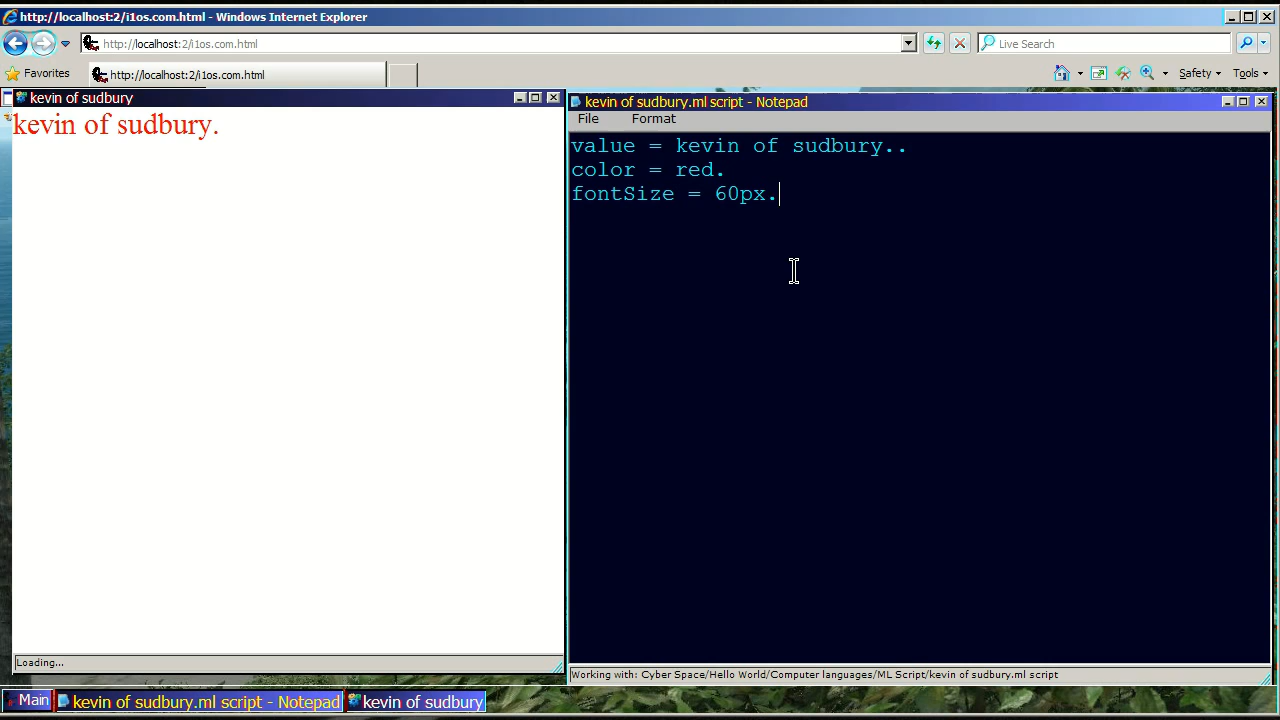 http://localhost:2/i1os.com.html - Windows Internet Explorer
http://localhost:2/i1os.com.html
Live Search
Favorites
http://localhost:2/i1os.com.html
Safety
Tools
kevin of sudbury
kevin of sudbury.
Loading...
kevin of sudbury.ml script - Notepad
File Format
value = kevin of sudbury..
color = red.
fontSize = 60px.
Working with: Cyber Space/Hello World/Computer languages/ML Script/kevin of sudbury.ml script
Main
kevin of sudbury.ml script - Notepad
kevin of sudbury